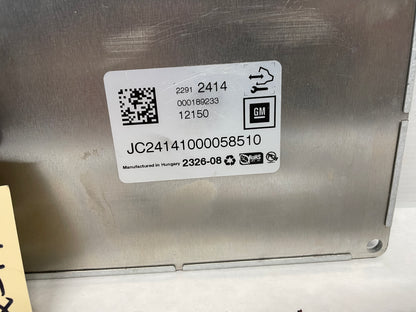 2291 2414
000189233
12150
GM
JC24141000058510
Manufactured in Hungary 2326-08